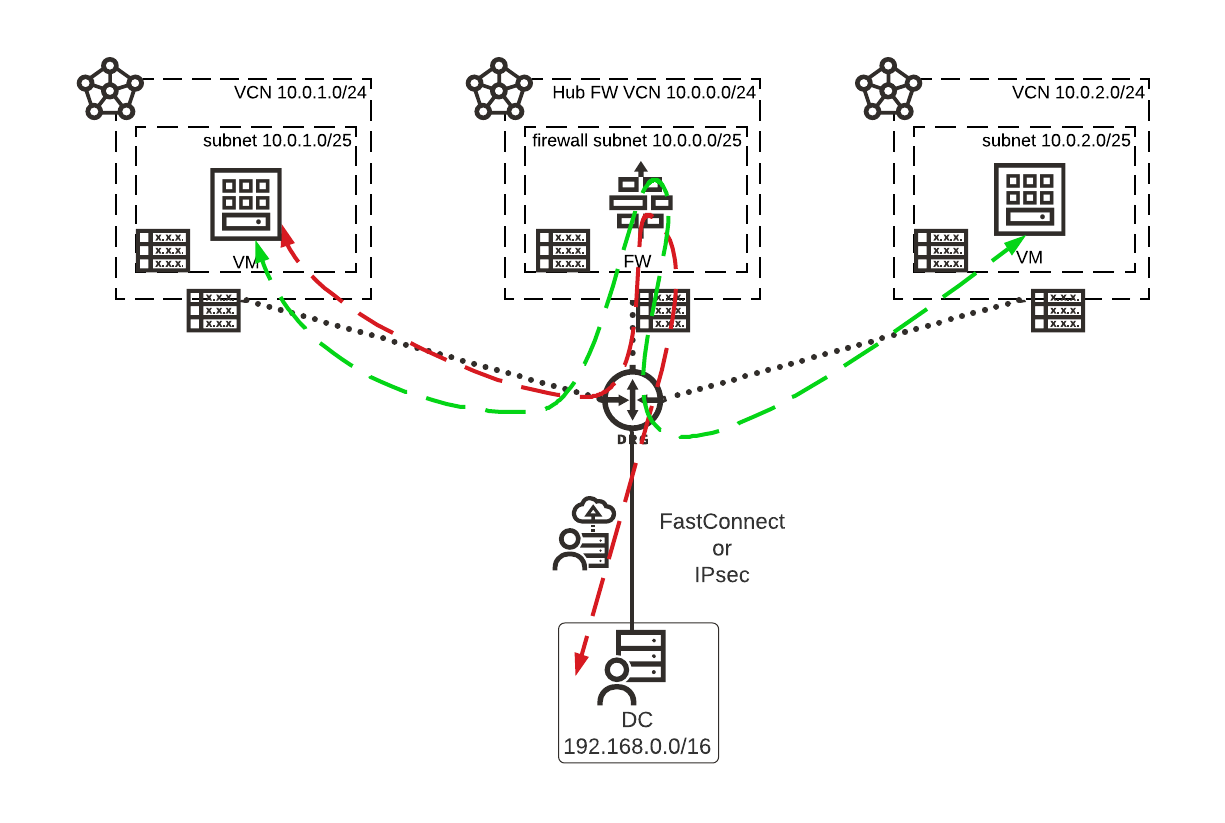 VCN 10.0.1.0/24
subnet 10.0.1.0/25
x.x.x.
x.x.x.
x.x.x.
VM
x.x.x.
x.x.x.
x.x.x.
Hub FW VCN 10.0.0.0/24
firewall subnet 10.0.0.0/25
x.x.x.
x.x.x.
x.x.x.
FW
x.x.x.
x.x.x.
x.x.x.
VCN 10.0.2.0/24
subnet 10.0.2.0/25
x.x.x.
x.x.x.
x.x.x.
VM
x.x.x.
x.x.x.
x.x.x.
DRG
FastConnect
or
IPsec
DC
192.168.0.0/16